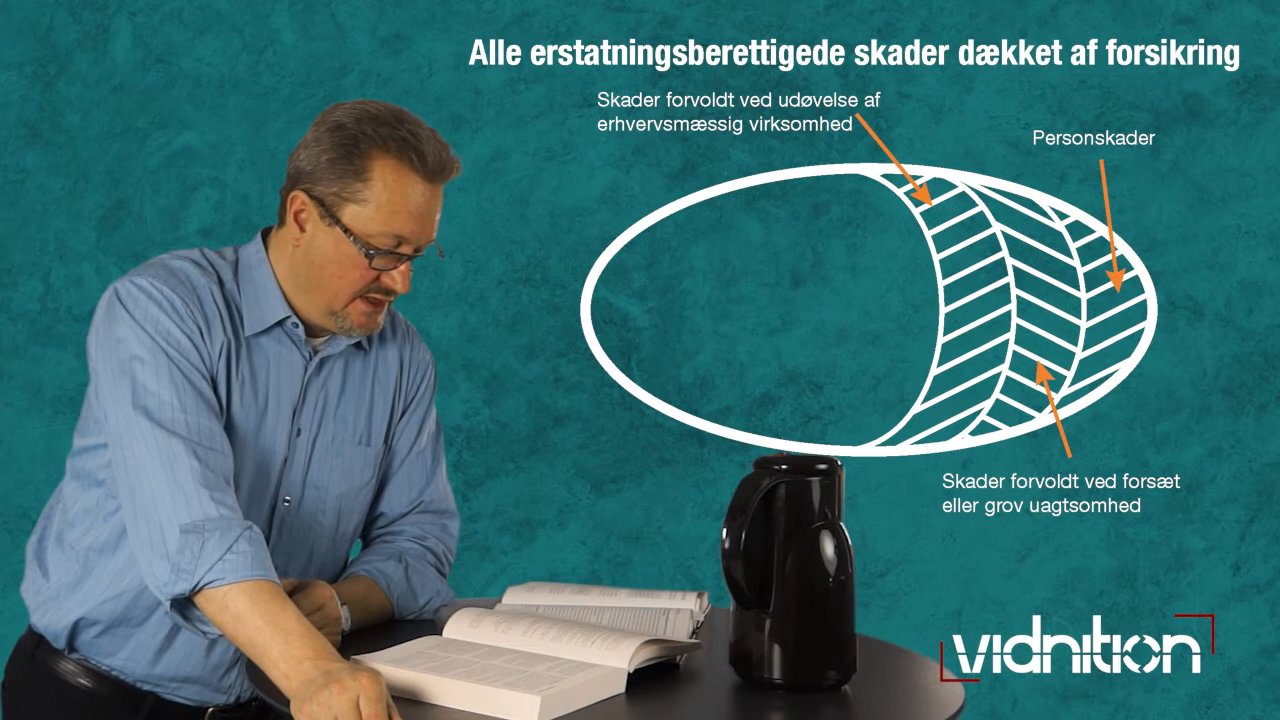 Alle erstatningsberettigede skader dækket af forsikring
Skader forvoldt ved udøvelse af
erhvervsmæssig virksomhed
Personskader
Skader forvoldt ved forsæt
eller grov uagtsomhed
vidnition